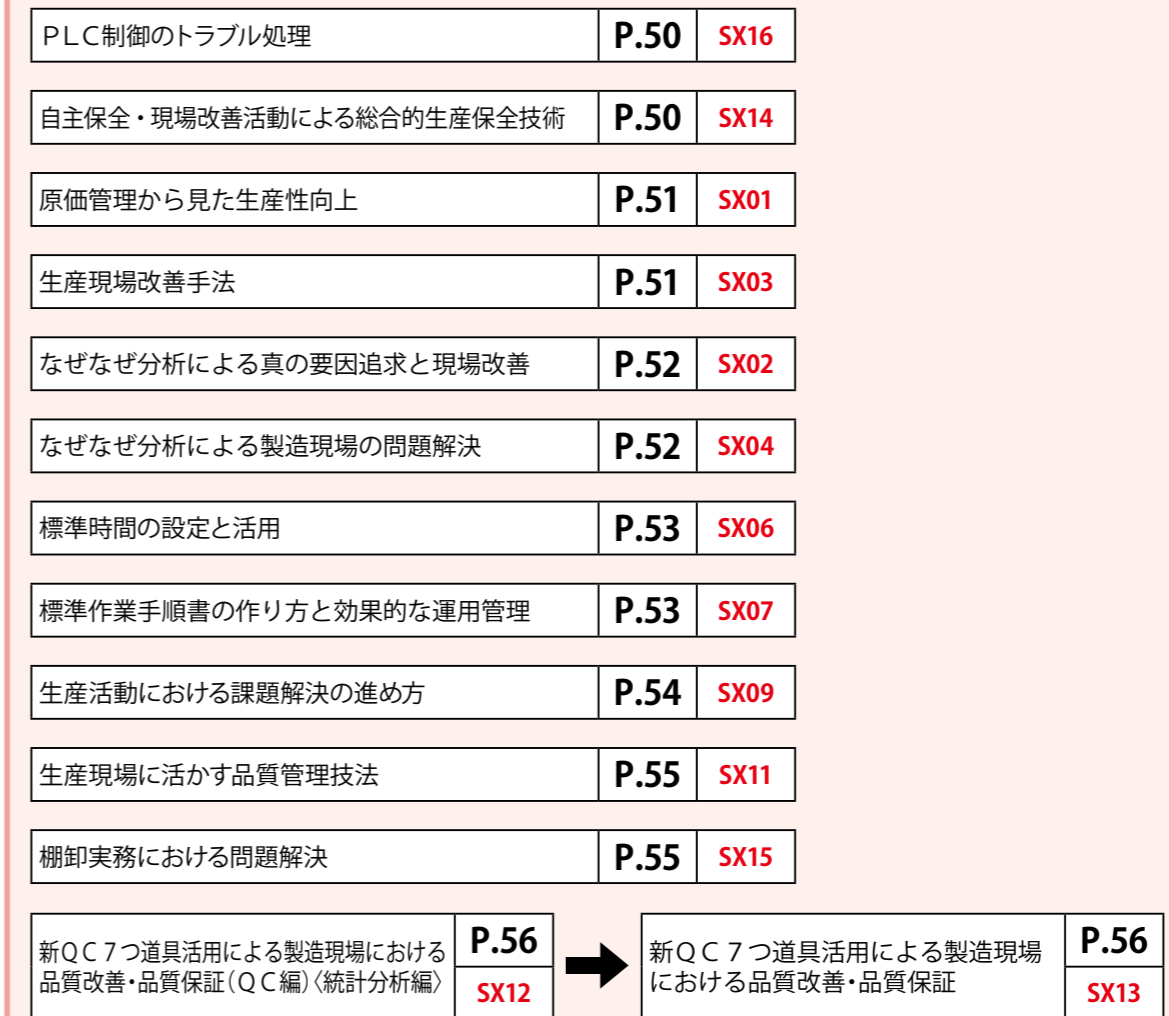 ＰＬＣ制御のトラブル処理 P.50 SX16
自主保全・現場改善活動による総合的生産保全技術 P.50 SX14
原価管理から見た生産性向上 P.51 SX01
生産現場改善手法 P.51 SX03
なぜなぜ分析による真の要因追求と現場改善 P.52 SX02
なぜなぜ分析による製造現場の問題解決 P.52 SX04
標準時間の設定と活用 P.53 SX06
標準作業手順書の作り方と効果的な運用管理 P.53 SX07
生産活動における課題解決の進め方 P.54 SX09
生産現場に活かす品質管理技法 P.55 SX11
棚卸実務における問題解決 P.55 SX15
新ＱＣ７つ道具活用による製造現場における
品質改善・品質保証（ＱＣ編）〈統計分析編〉
P.56
SX12
新ＱＣ７つ道具活用による製造現場
における品質改善・品質保証
P.56
SX13